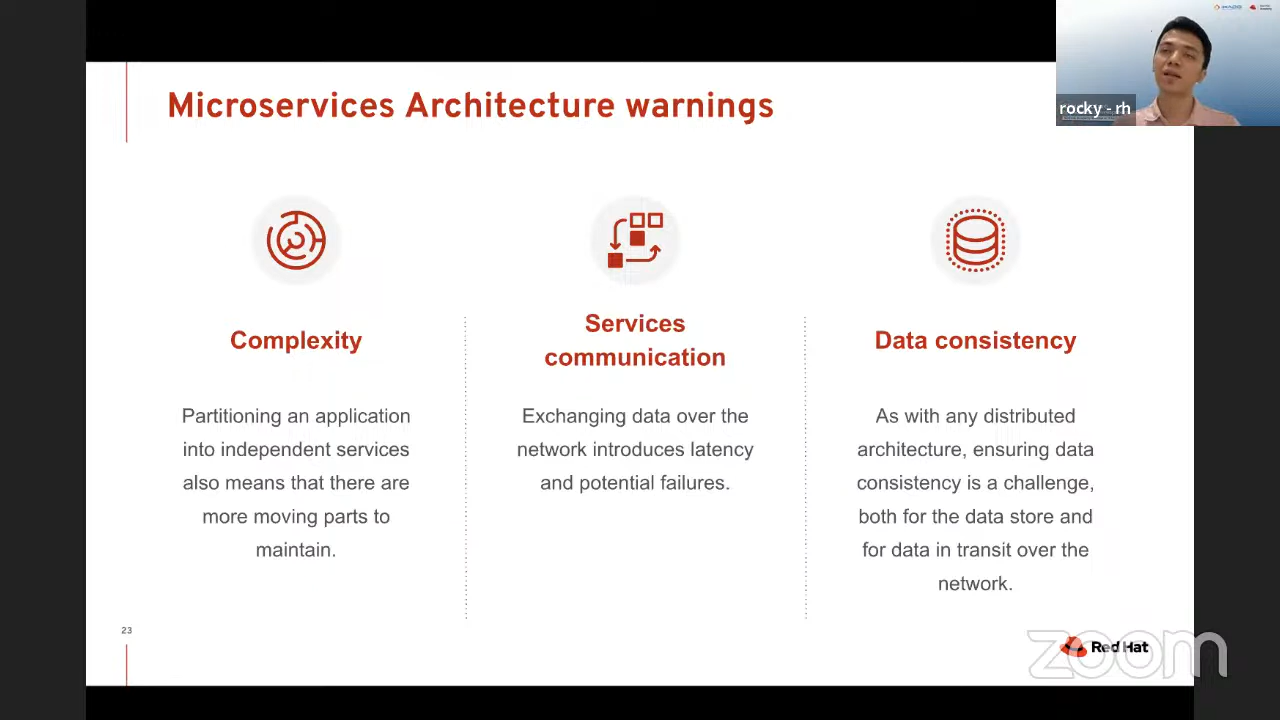 Microservices Architecture warnings
rocky - rh
Complexity
Partitioning an application
into independent services
also means that there are
more moving parts to
maintain.
Services
communication
Exchanging data over the
network introduces latency
and potential failures.
Data consistency
As with any distributed
architecture, ensuring data
consistency is a challenge,
both for the data store and
for data in transit over the
network.
23
Red Hat
zoom